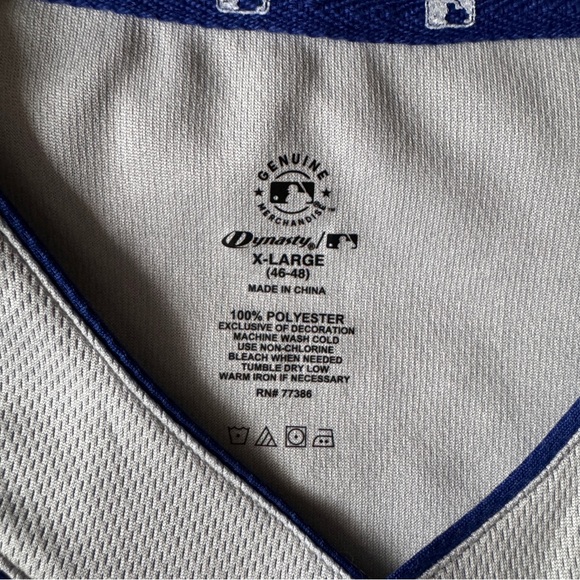 GENUINE
MERCHANDISE
Dynasty®/
X-LARGE
(46-48)
MADE IN CHINA
100% POLYESTER
EXCLUSIVE OF DECORATION
MACHINE WASH COLD
USE NON-CHLORINE
BLEACH WHEN NEEDED
TUMBLE DRY LOW
WARM IRON IF NECESSARY
RN# 77386